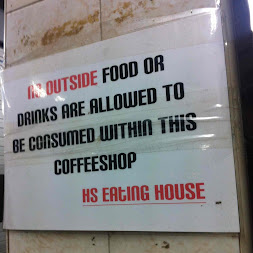 NO OUTSIDE FOOD OR
DRINKS ARE ALLOWED TO
BE CONSUMED WITHIN THIS
COFFEESHOP
HS EATING HOUSE